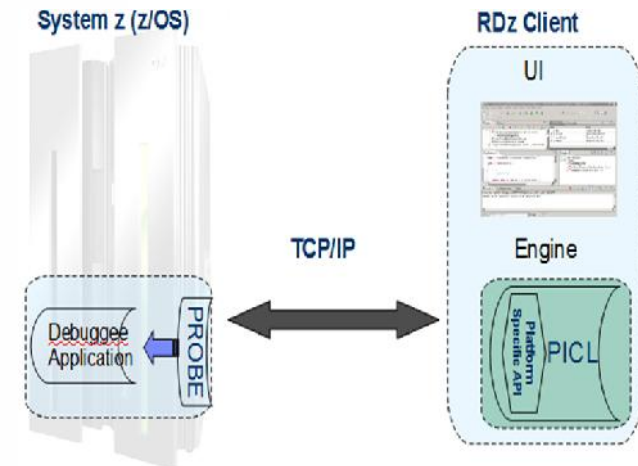 System z (z/OS)
RDz Client
UI
TCP/IP
Engine
Debuggee
Application
PROBE
Platform
Specific API
PICL